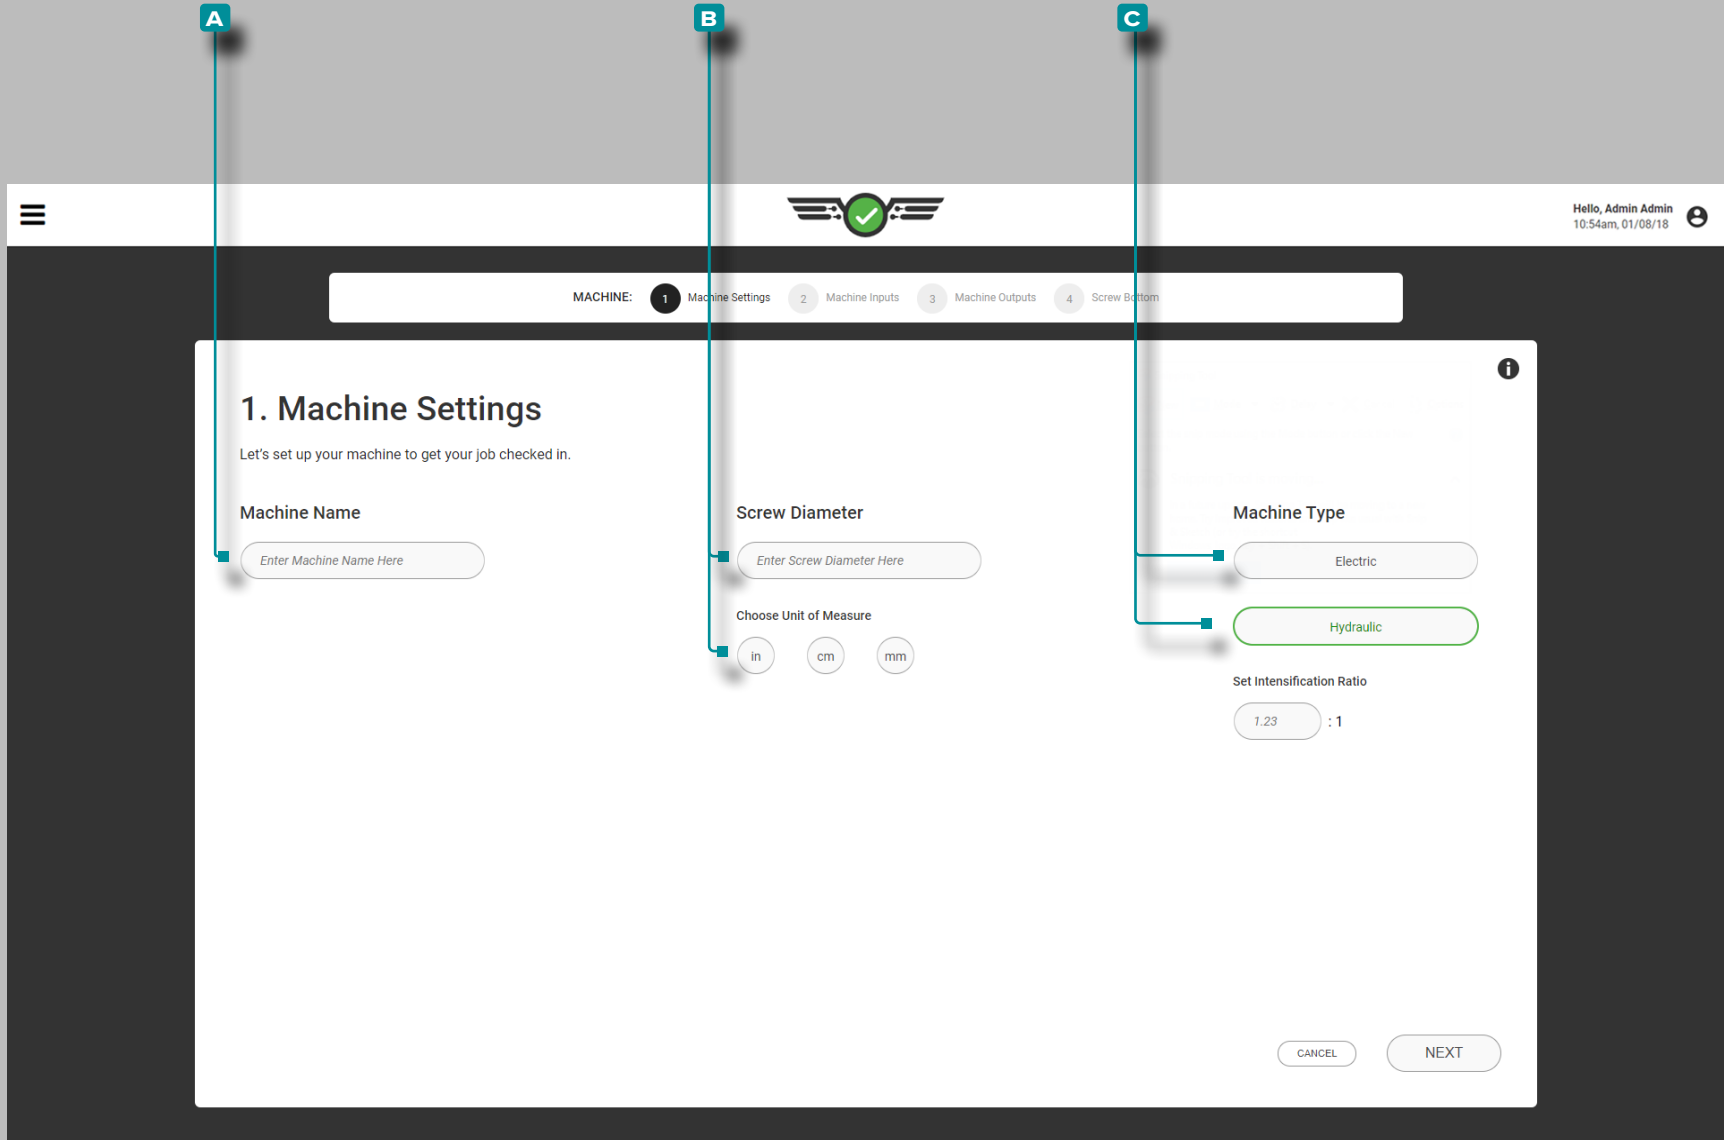 A B C
Hello, Admin Admin
10:54am, 01/08/18
MACHINE: 1 Machine Settings 2 Machine Inputs 3 Machine Outputs 4 Screw Bottom
1. Machine Settings
Let's set up your machine to get your job checked in.
Machine Name Screw Diameter Machine Type
Enter Machine Name Here Enter Screw Diameter Here Electric
Choose Unit of Measure Hydraulic
in cm mm
Set Intensification Ratio
1.23 : 1
CANCEL NEXT